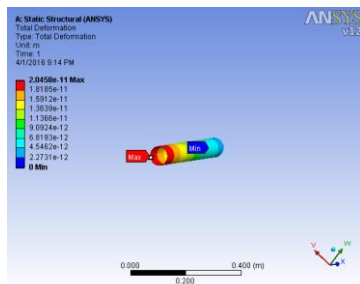 A: Static Structural (ANSYS)
Total Deformation
Type: Total Deformation
Unit: m
Time: 1
4/1/2016 9:14 PM
2.0458e-11 Max
1.8185e-11
1.5912e-11
1.3639e-11
1.1366e-11
9.0924e-12
6.8193e-12
4.5462e-12
2.2731e-12
0 Min
ANSYS
v12
Max
Min
0.000
0.400 (m)
0.200
Y
X